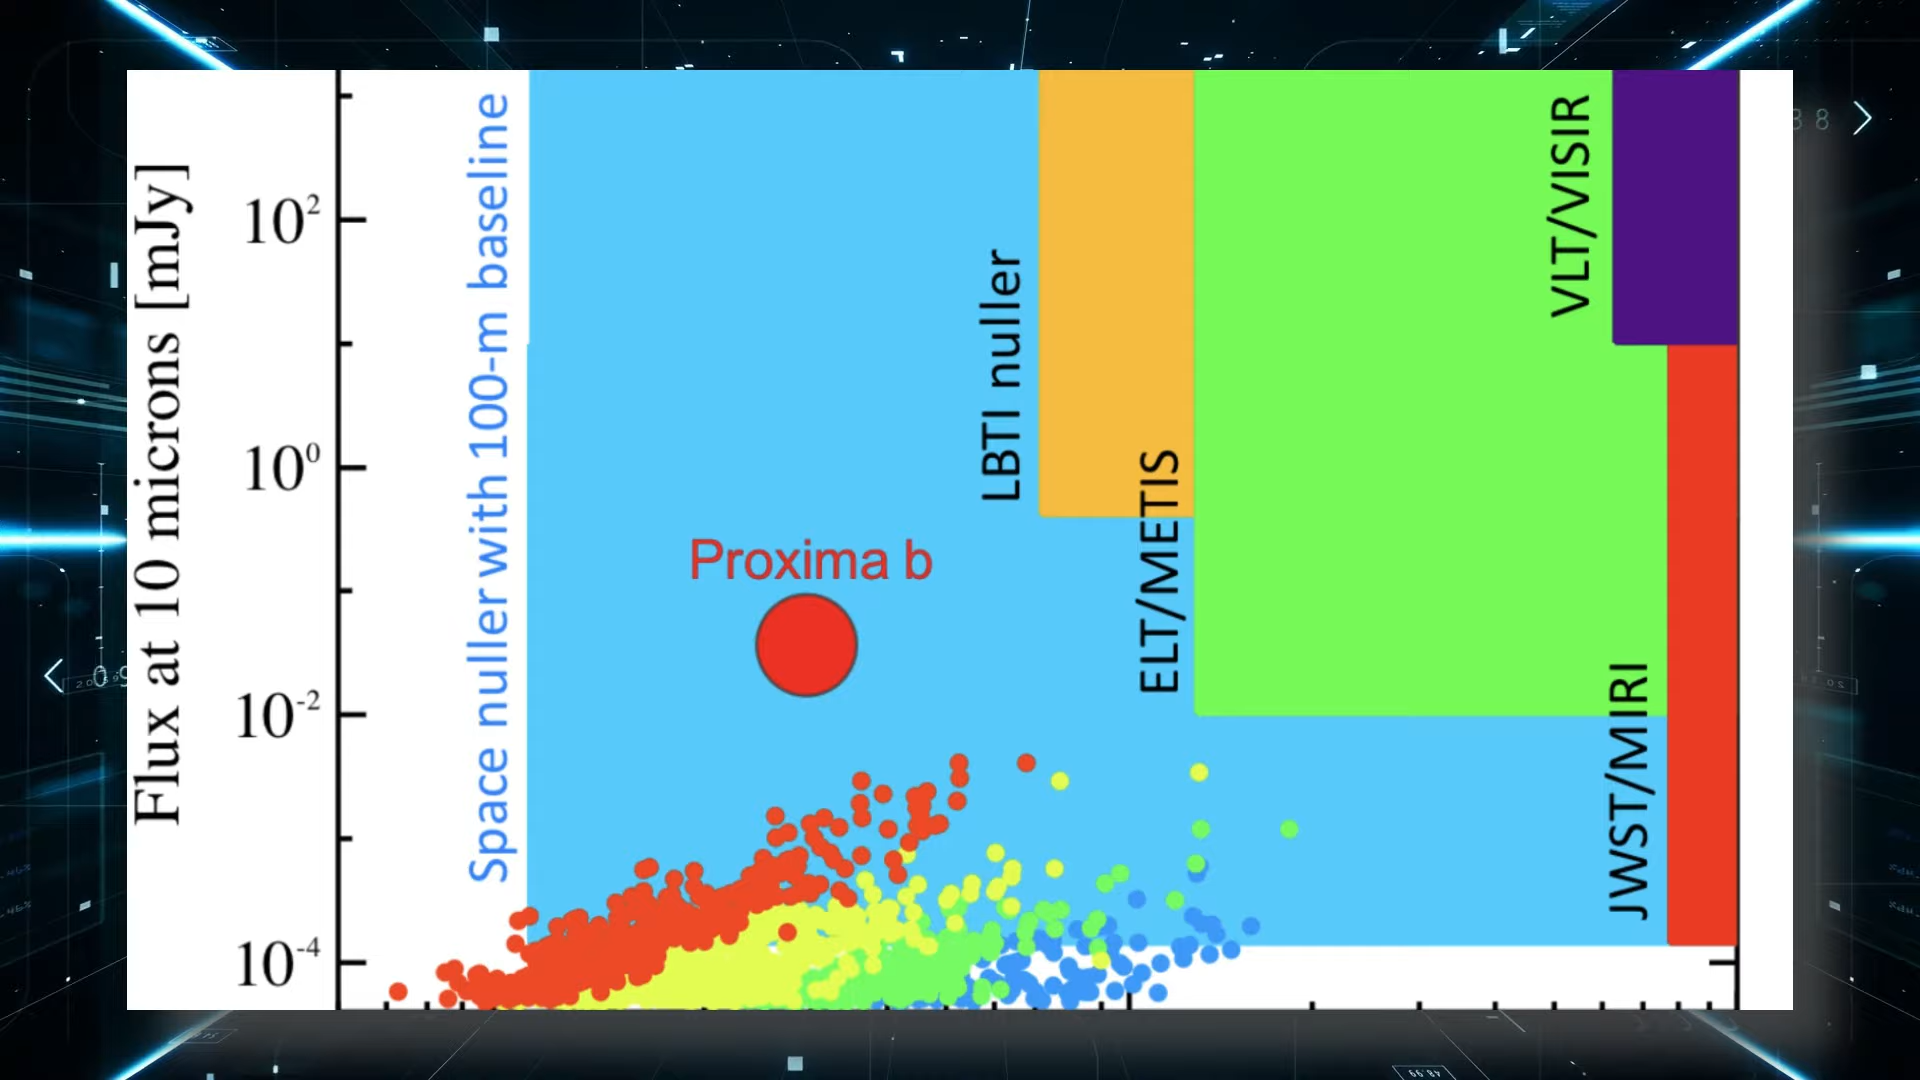 Flux at 10 microns [mJy]
10²
10⁰
10⁻²
10⁻⁴
Space nuller with 100-m baseline
LBTI nuller
ELT/METIS
VLT/VISIR
JWST/MIRI
Proxima b